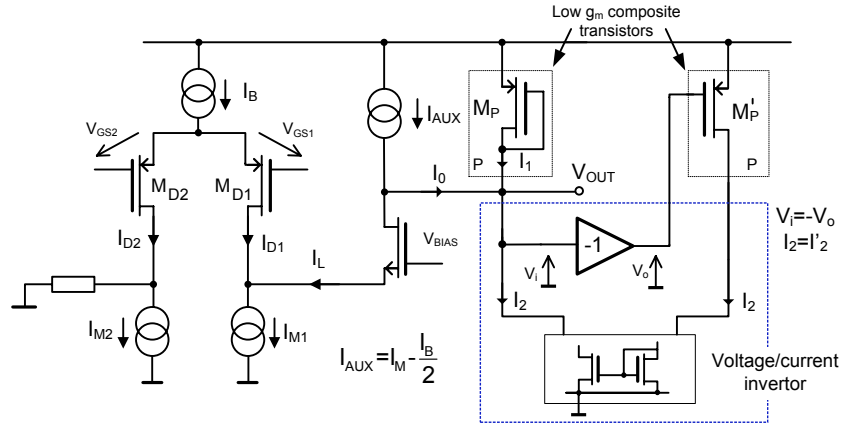 Low gm composite
transistors
IB
VGS2
VGS1
IAUX
MP
M'P
P
I1
P
MD2
MD1
I0
VOUT
ID2
ID1
IL
VBIAS
-1
Vi=-Vo
I2=I'2
Vi
Vo
I2
I2
IM2
IM1
IAUX=IM-IB/2
Voltage/current
invertor